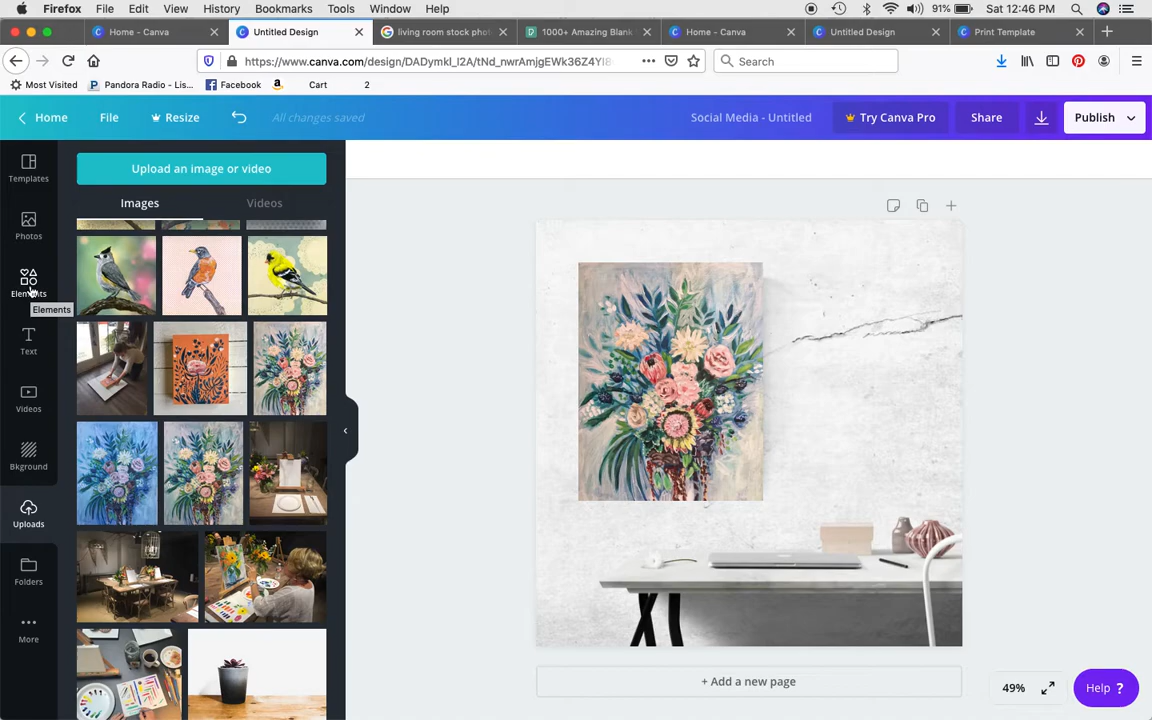 Firefox File Edit View History Bookmarks Tools Window Help 91% Sat 12:46 PM
Home - Canva Untitled Design living room stock phot 1000+ Amazing Blank Home - Canva Untitled Design Print Template
https://www.canva.com/design/DADymkl_I2A/tNd_nwrAmjgEWk36Z4YI8 Search
Most Visited Pandora Radio - Lis... Facebook Cart 2
Home File Resize All changes saved Social Media - Untitled Try Canva Pro Share Publish
Templates
Photos
Elements
Elements
Text
Videos
Bkground
Uploads
Folders
More
Upload an image or video
Images Videos
+ Add a new page
49% Help ?